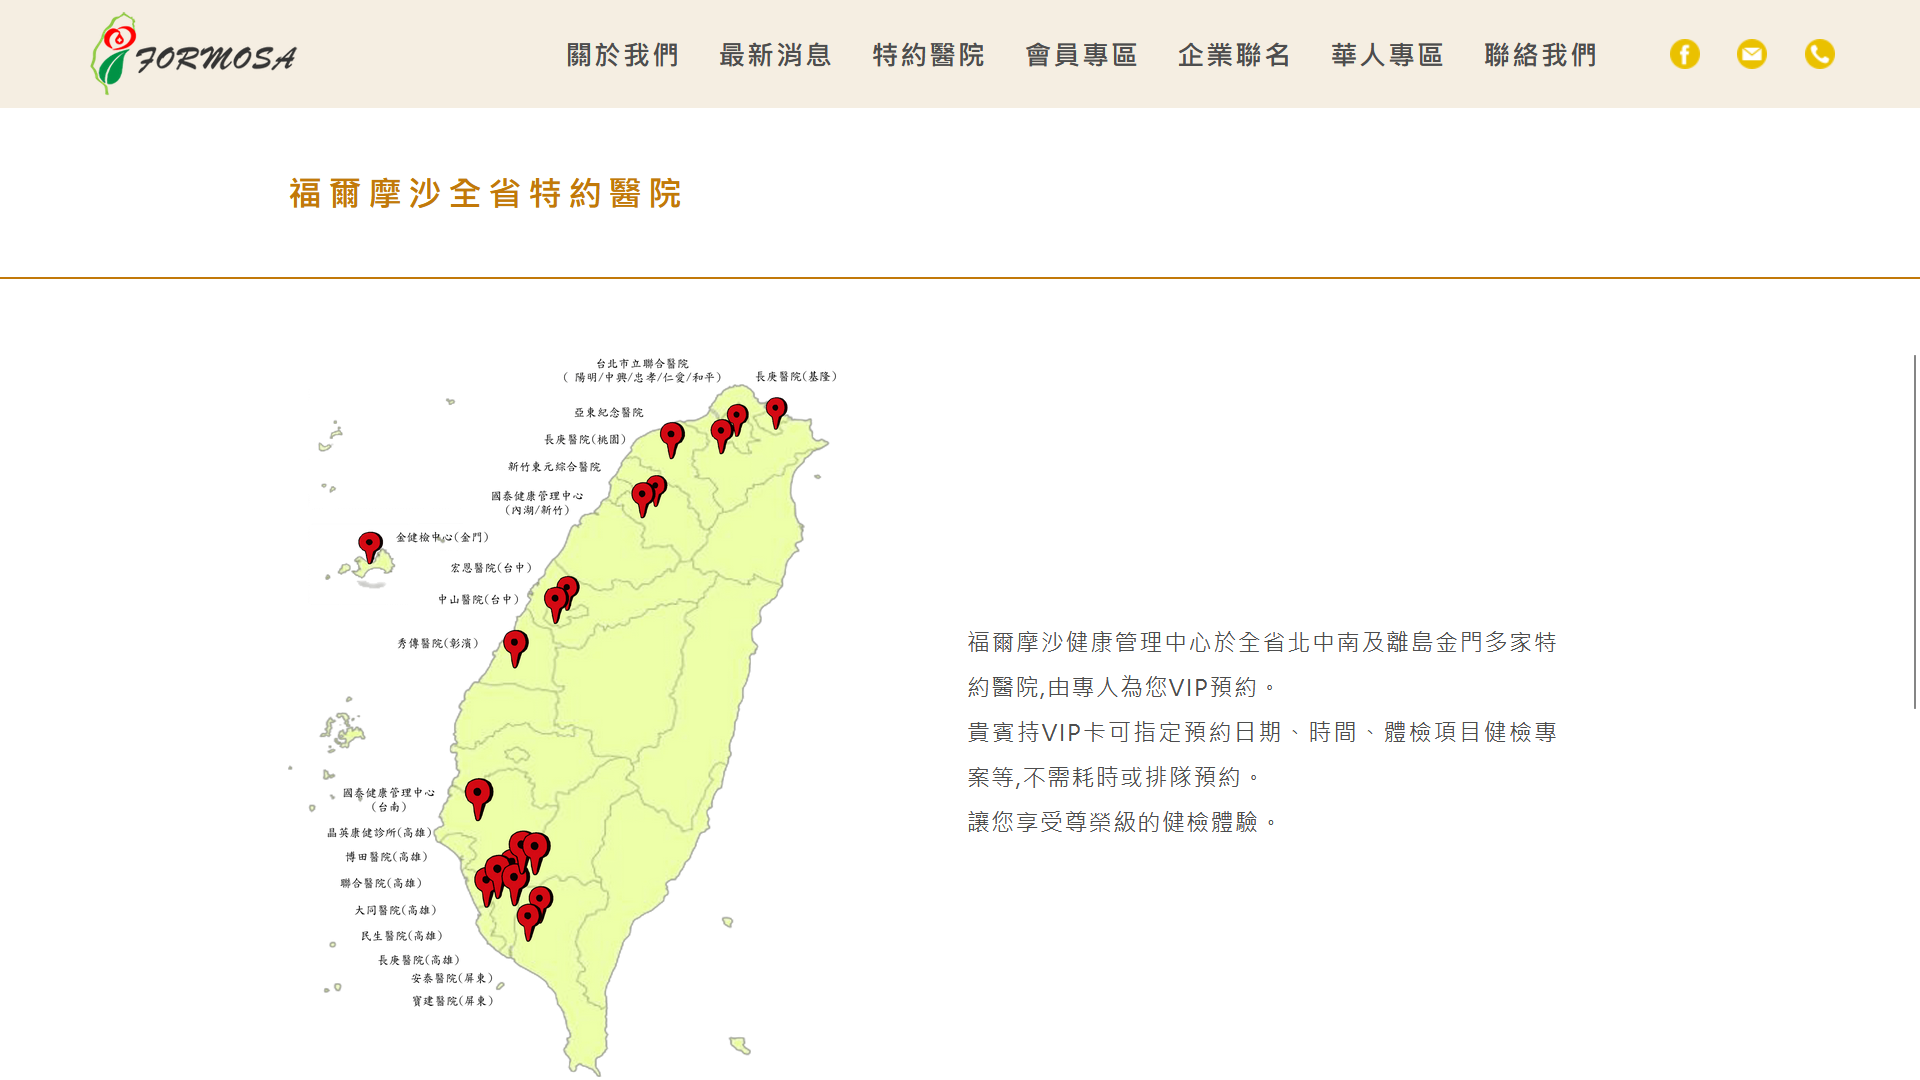 FORMOSA
關於我們
最新消息
特約醫院
會員專區
企業聯名
華人專區
聯絡我們
福爾摩沙全省特約醫院
台北市立聯合醫院
( 陽明/中興/忠孝/仁愛/和平)
長庚醫院(基隆)
亞東紀念醫院
長庚醫院(桃園)
新竹東元綜合醫院
國泰健康管理中心
(內湖/新竹)
金健檢中心(金門)
宏恩醫院(台中)
中山醫院(台中)
秀傳醫院(彰濱)
國泰健康管理中心
(台南)
晶英康健診所(高雄)
博田醫院(高雄)
聯合醫院(高雄)
大同醫院(高雄)
民生醫院(高雄)
長庚醫院(高雄)
安泰醫院(屏東)
寶建醫院(屏東)
福爾摩沙健康管理中心於全省北中南及離島金門多家特
約醫院,由專人為您VIP預約。
貴賓持VIP卡可指定預約日期、時間、體檢項目健檢專
案等,不需耗時或排隊預約。
讓您享受尊榮級的健檢體驗。